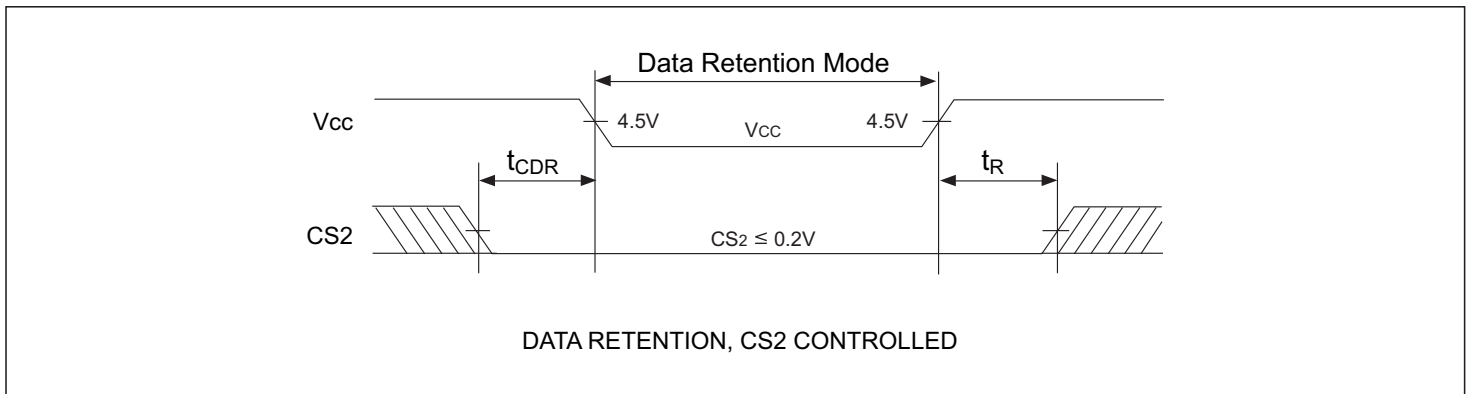 Data Retention Mode
Vcc
4.5V
Vcc
4.5V
tCDR
tR
CS2
CS2 ≤ 0.2V
DATA RETENTION, CS2 CONTROLLED